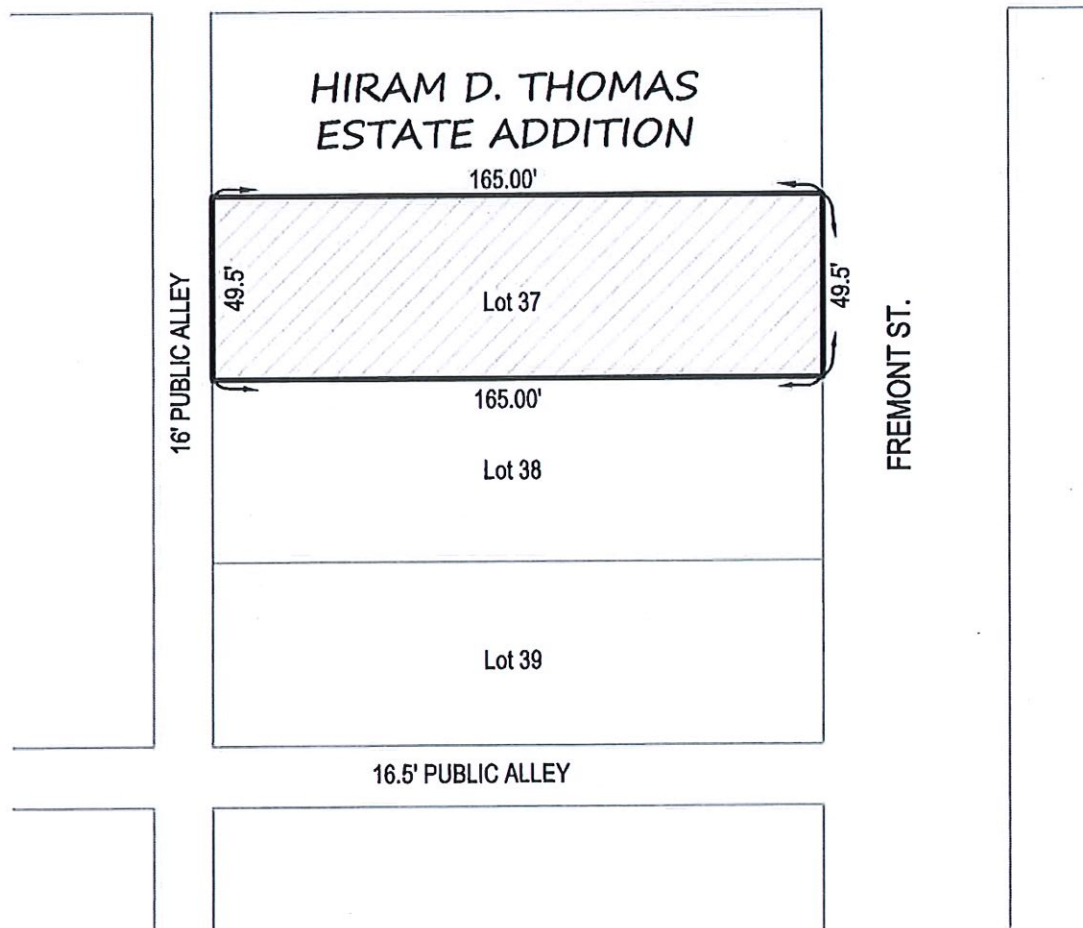 HIRAM D. THOMAS
ESTATE ADDITION
165.00'
49.5'
Lot 37
49.5'
165.00'
16' PUBLIC ALLEY
FREMONT ST.
Lot 38
Lot 39
16.5' PUBLIC ALLEY